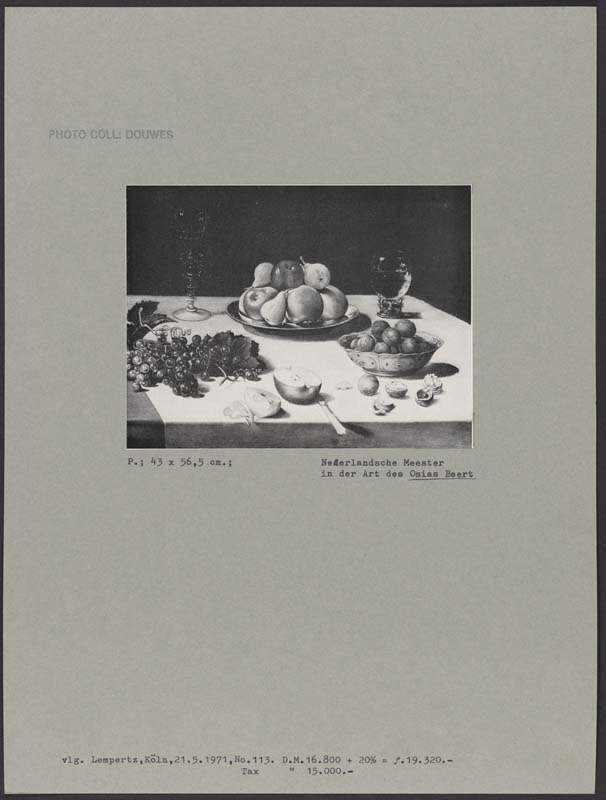 PHOTO COLL: DOUWES
P.; 43 x 56,5 cm.;
Nederlandsche Meester
in der Art des Osias Beert
vlg. Lempertz,Köln,21.5.1971,No.113. D.M.16.800 + 20% = ƒ.19.320.-
Tax " 15.000.-